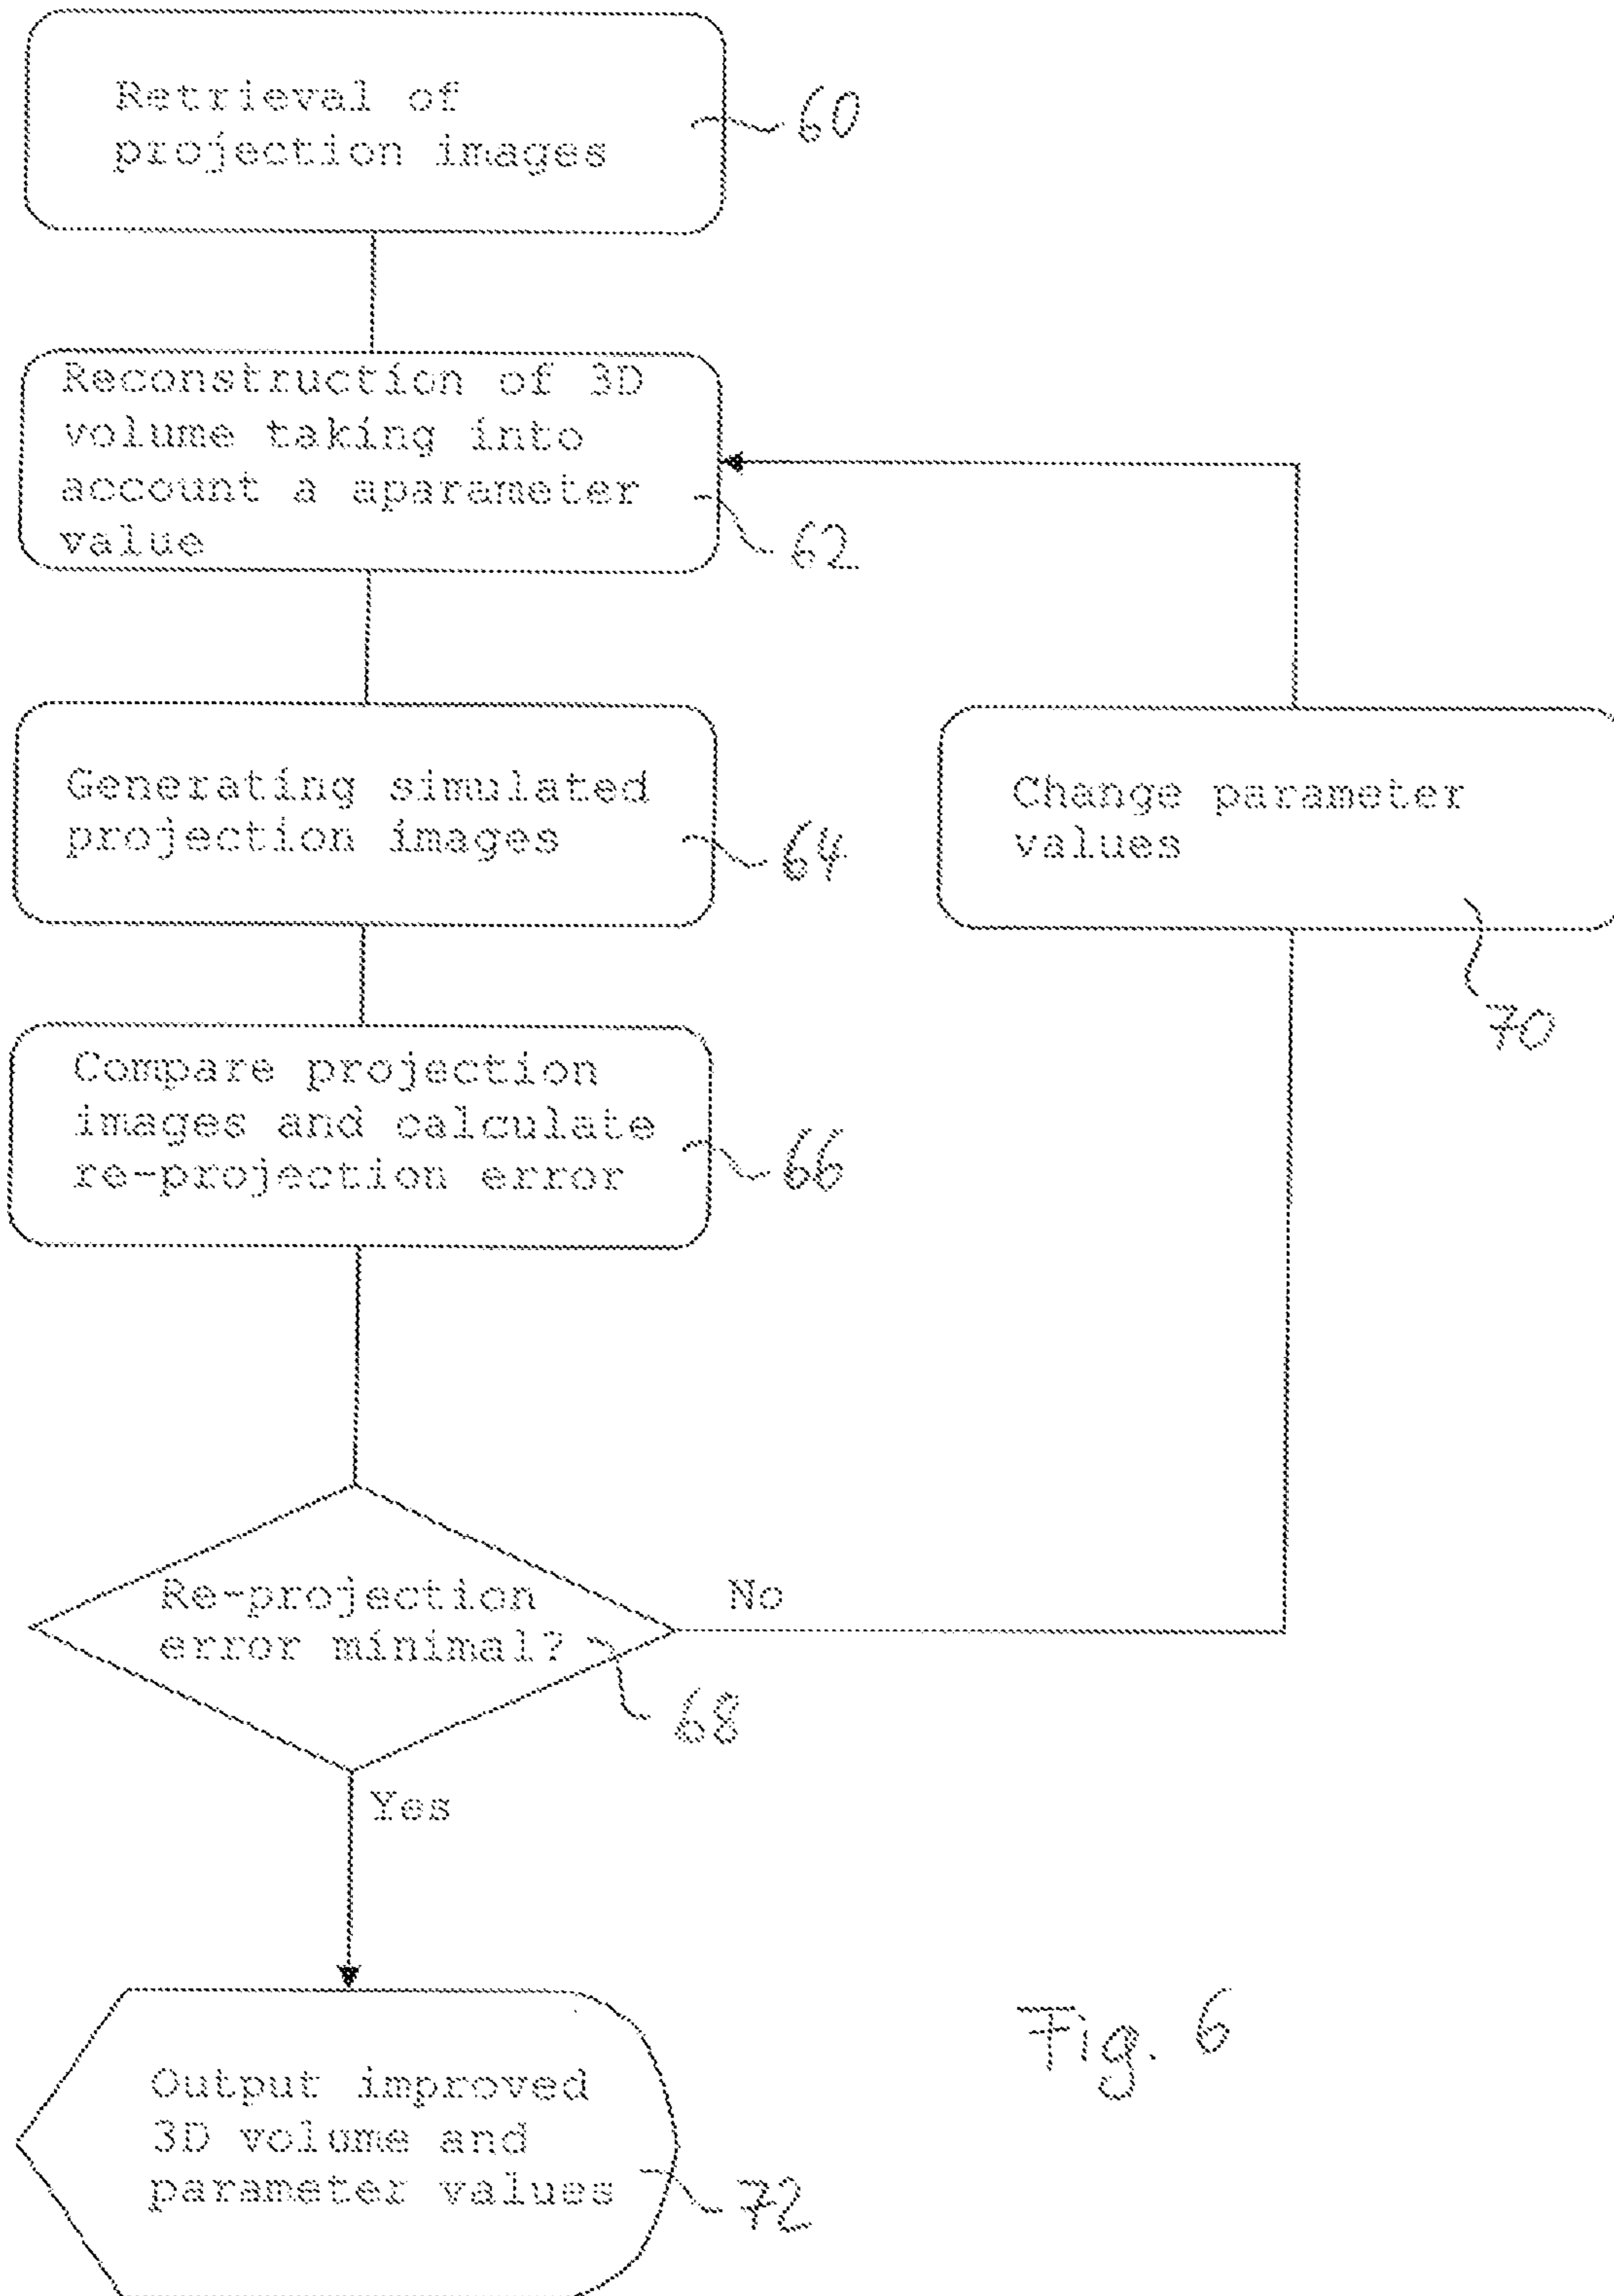 Retrieval of
projection images
60
Reconstruction of 3D
volume taking into
account a aparameter
value
62
Generating simulated
projection images
64
Change parameter
values
70
Compare projection
images and calculate
re-projection error
66
Re-projection
error minimal?
No
68
Yes
Output improved
3D volume and
parameter values
72
Fig. 6